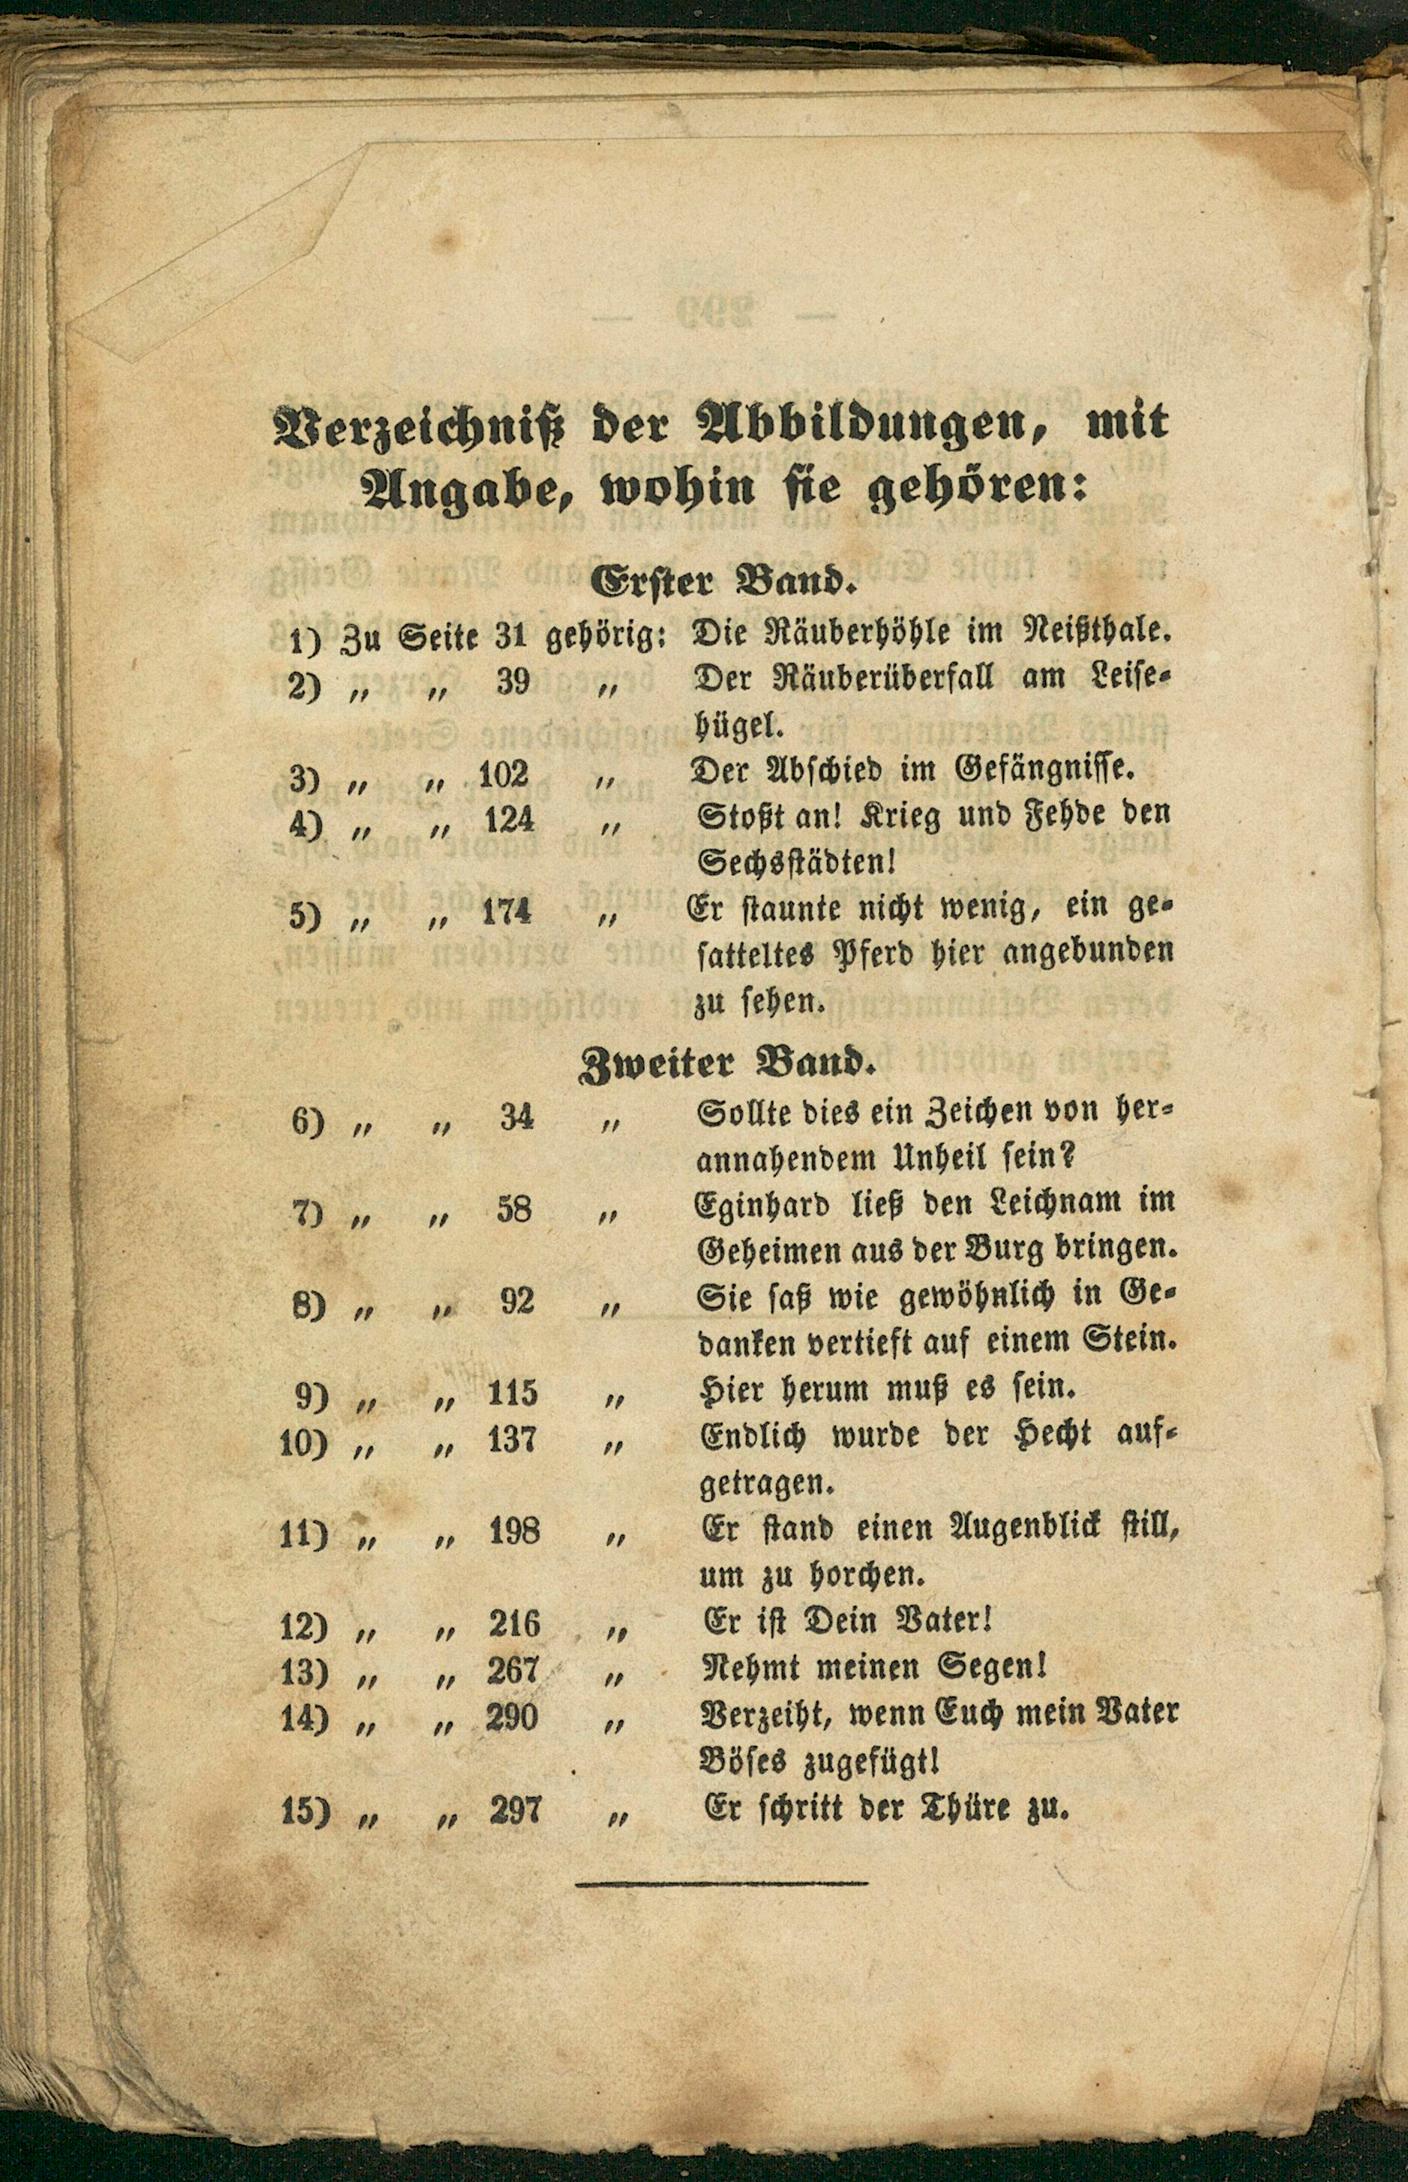 Verzeichniß der Abbildungen, mit
Angabe, wohin sie gehören:
Erster Band.
1) Zu Seite 31 gehörig: Die Räuberhöhle im Neißthale.
2) „ „ 39 „ Der Räuberüberfall am Leise-
hügel.
3) „ „ 102 „ Der Abschied im Gefängnisse.
4) „ „ 124 „ Stoßt an! Krieg und Fehde den
Sechsstädten!
5) „ „ 174 „ Er staunte nicht wenig, ein ge-
satteltes Pferd hier angebunden
zu sehen.
Zweiter Band.
6) „ „ 34 „ Sollte dies ein Zeichen von her-
annahendem Unheil sein?
7) „ „ 58 „ Eginhard ließ den Leichnam im
Geheimen aus der Burg bringen.
8) „ „ 92 „ Sie saß wie gewöhnlich in Ge-
danken vertieft auf einem Stein.
9) „ „ 115 „ Hier herum muß es sein.
10) „ „ 137 „ Endlich wurde der Hecht auf-
getragen.
11) „ „ 198 „ Er stand einen Augenblick still,
um zu horchen.
12) „ „ 216 „ Er ist Dein Vater!
13) „ „ 267 „ Nehmt meinen Segen!
14) „ „ 290 „ Verzeiht, wenn Euch mein Vater
Böses zugefügt!
15) „ „ 297 „ Er schritt der Thüre zu.